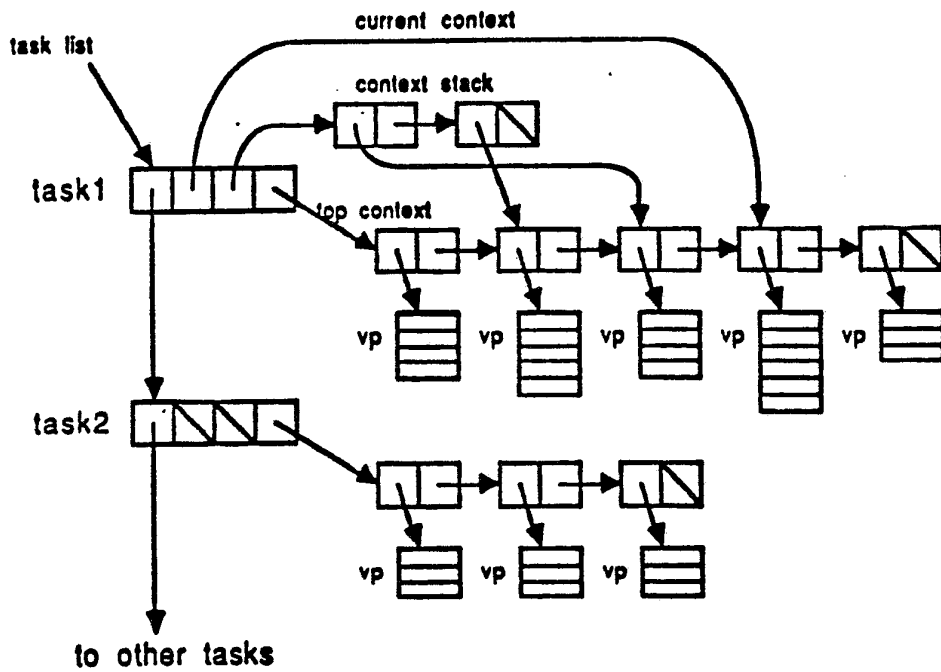 current context
task list
context stack
task1
top context
vp
vp
vp
vp
vp
task2
vp
vp
vp
to other tasks